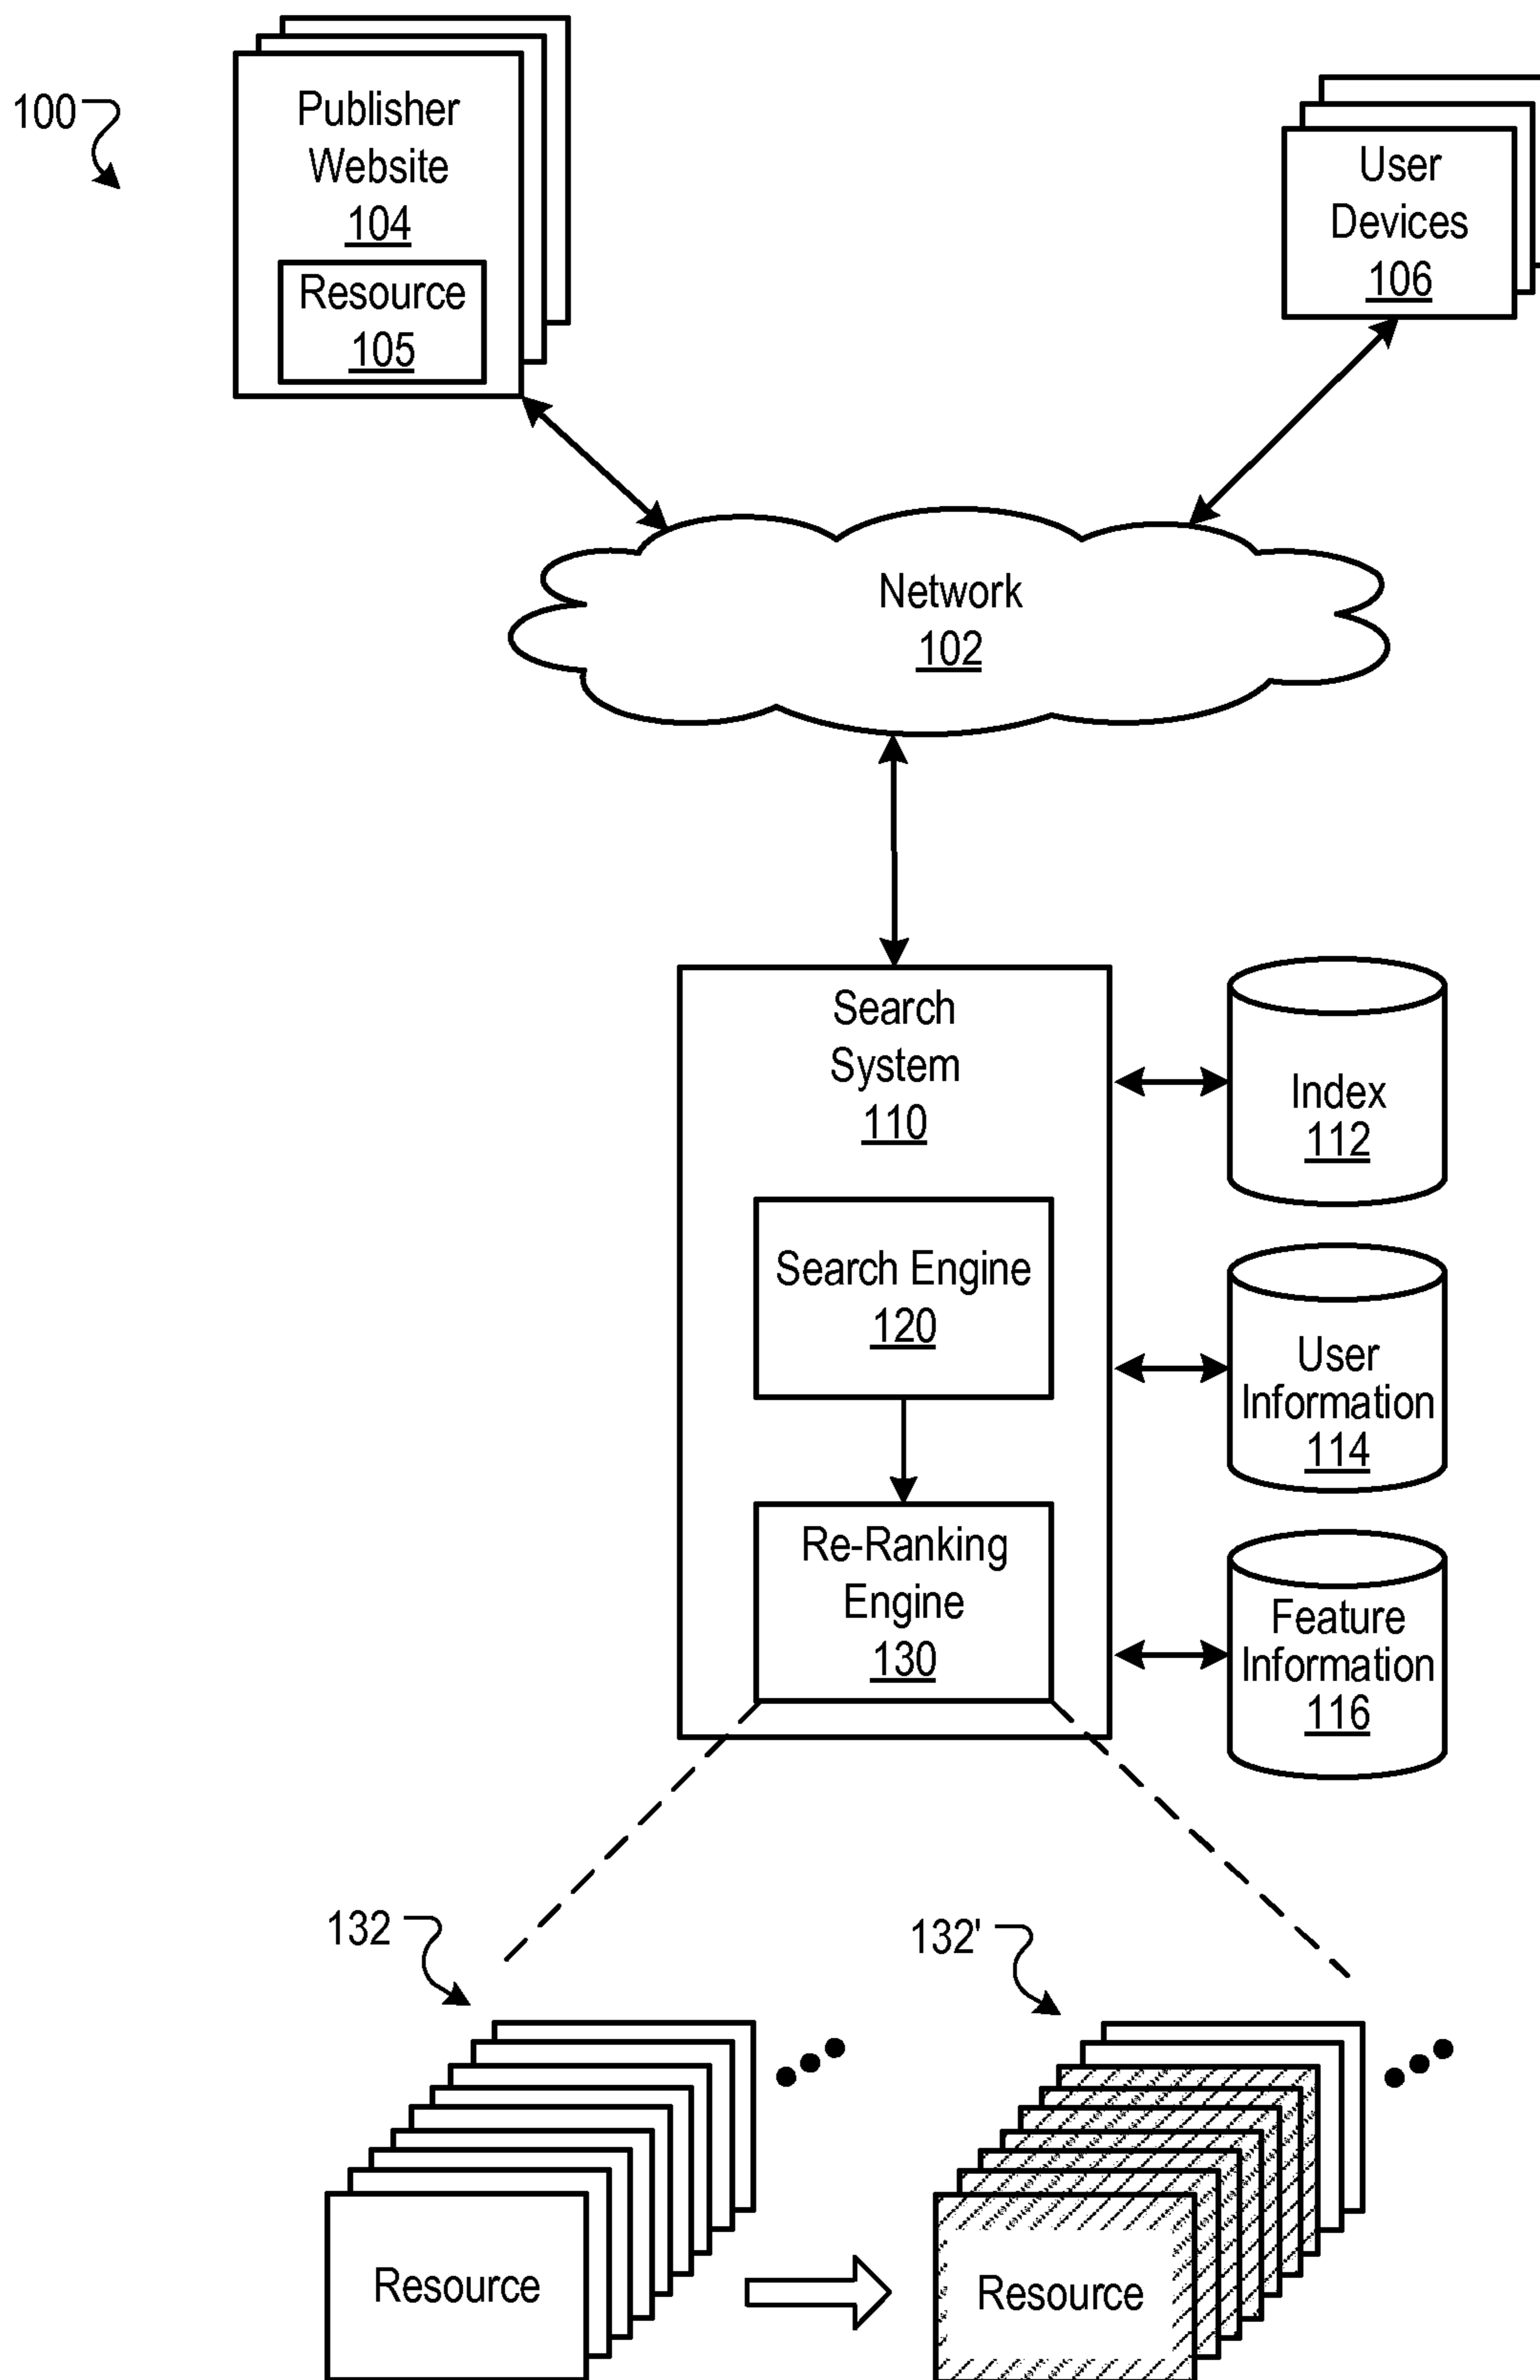 100
Publisher
Website
104
Resource
105
User
Devices
106
Network
102
Search
System
110
Search Engine
120
Re-Ranking
Engine
130
Index
112
User
Information
114
Feature
Information
116
132
132'
Resource
Resource